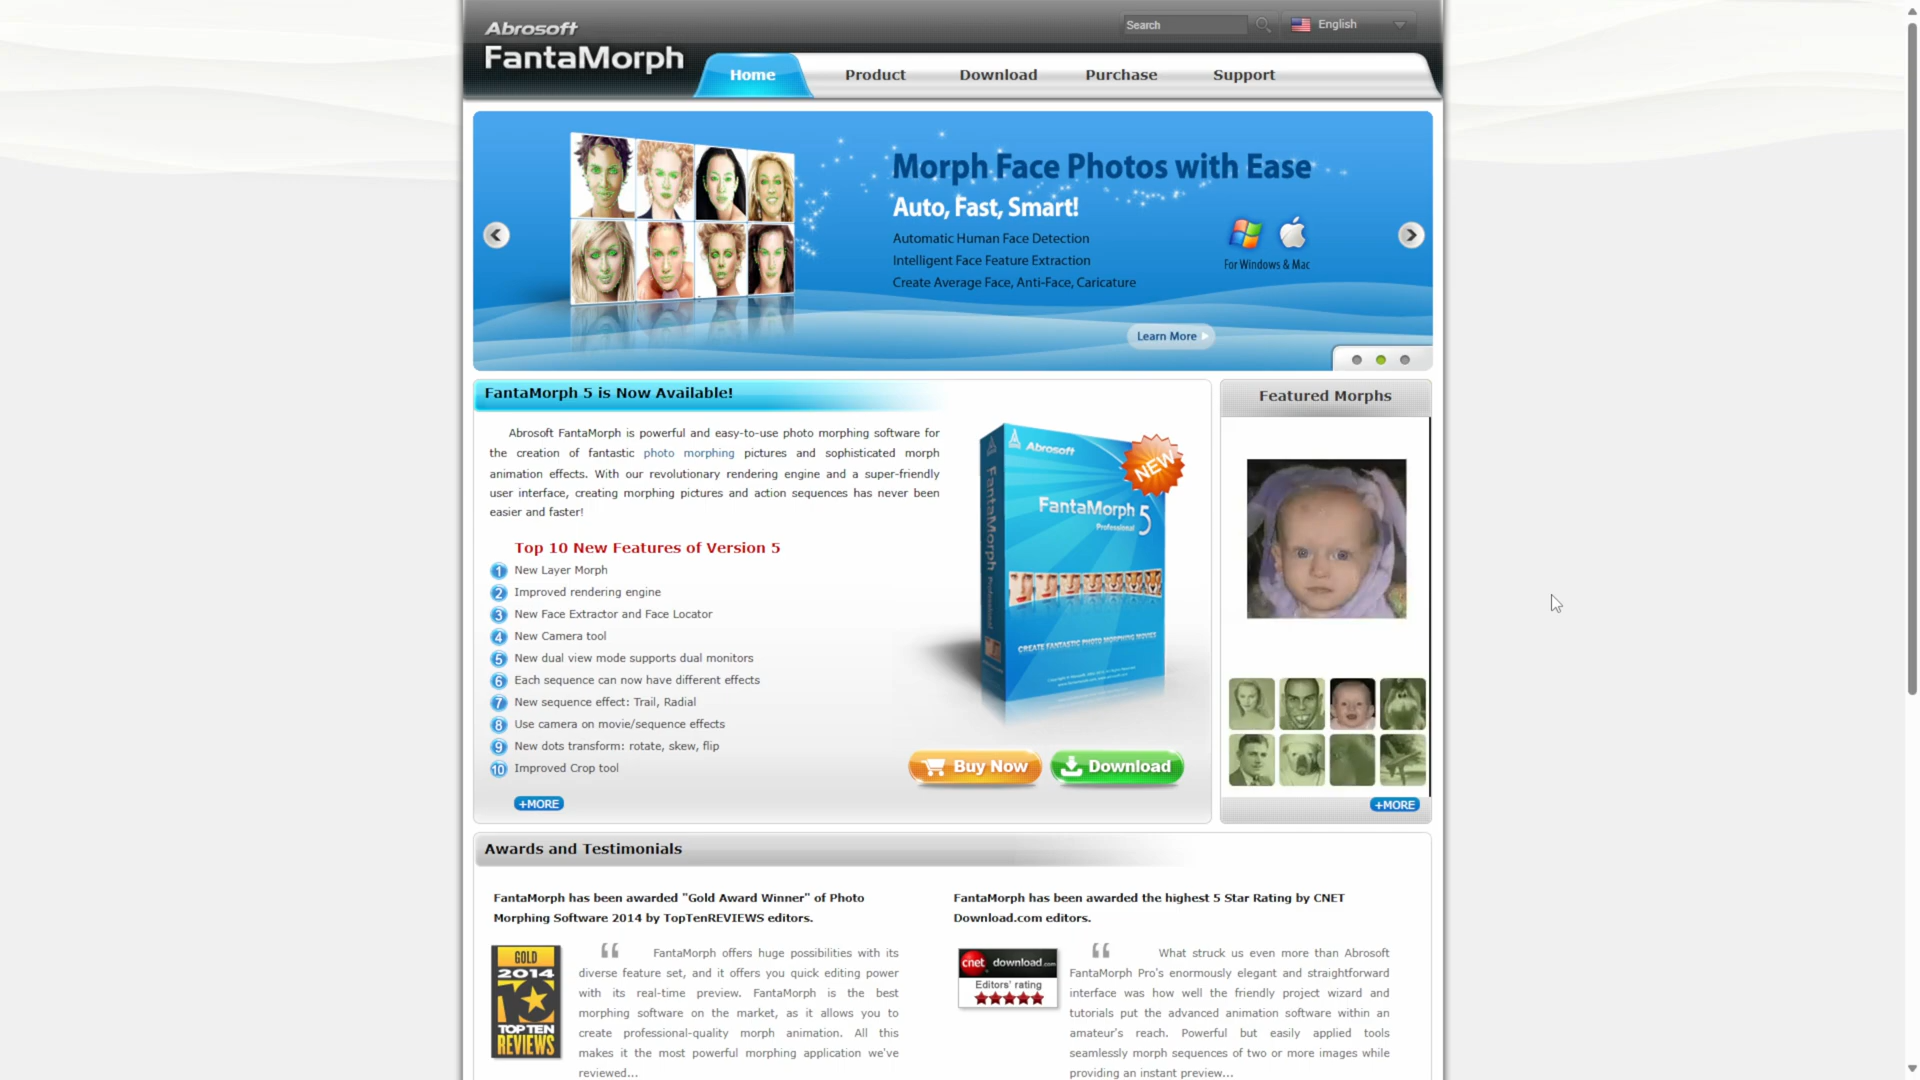 Abrosoft
FantaMorph
Search
English
Home
Product
Download
Purchase
Support
Morph Face Photos with Ease
Auto, Fast, Smart!
Automatic Human Face Detection
Intelligent Face Feature Extraction
Create Average Face, Anti-Face, Caricature
For Windows & Mac
Learn More
FantaMorph 5 is Now Available!
Abrosoft FantaMorph is powerful and easy-to-use photo morphing software for
the creation of fantastic photo morphing pictures and sophisticated morph
animation effects. With our revolutionary rendering engine and a super-friendly
user interface, creating morphing pictures and action sequences has never been
easier and faster!
Top 10 New Features of Version 5
1 New Layer Morph
2 Improved rendering engine
3 New Face Extractor and Face Locator
4 New Camera tool
5 New dual view mode supports dual monitors
6 Each sequence can now have different effects
7 New sequence effect: Trail, Radial
8 Use camera on movie/sequence effects
9 New dots transform: rotate, skew, flip
10 Improved Crop tool
+MORE
Abrosoft
NEW
FantaMorph 5
Professional
FantaMorph Professional
CREATE FANTASTIC PHOTO MORPHING MOVIES
Buy Now
Download
Featured Morphs
+MORE
Awards and Testimonials
FantaMorph has been awarded "Gold Award Winner" of Photo
Morphing Software 2014 by TopTenREVIEWS editors.
GOLD
2014
10
TOP TEN
REVIEWS
“ FantaMorph offers huge possibilities with its
diverse feature set, and it offers you quick editing power
with its real-time preview. FantaMorph is the best
morphing software on the market, as it allows you to
create professional-quality morph animation. All this
makes it the most powerful morphing application we've
reviewed...
FantaMorph has been awarded the highest 5 Star Rating by CNET
Download.com editors.
cnet download.com
Editors' rating
“ What struck us even more than Abrosoft
FantaMorph Pro's enormously elegant and straightforward
interface was how well the friendly project wizard and
tutorials put the advanced animation software within an
amateur's reach. Powerful but easily applied tools
seamlessly morph sequences of two or more images while
providing an instant preview...